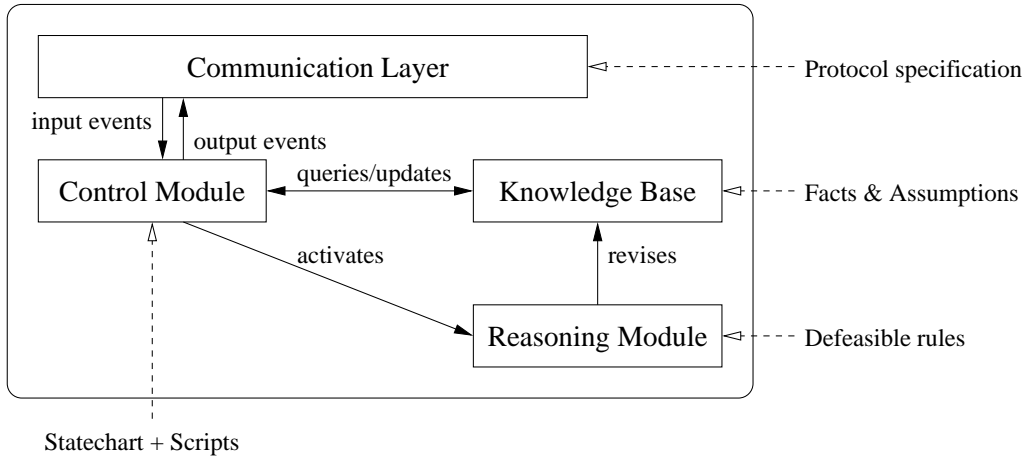 Communication Layer
Protocol specification
input events
output events
Control Module
queries/updates
Knowledge Base
Facts & Assumptions
activates
revises
Reasoning Module
Defeasible rules
Statechart + Scripts